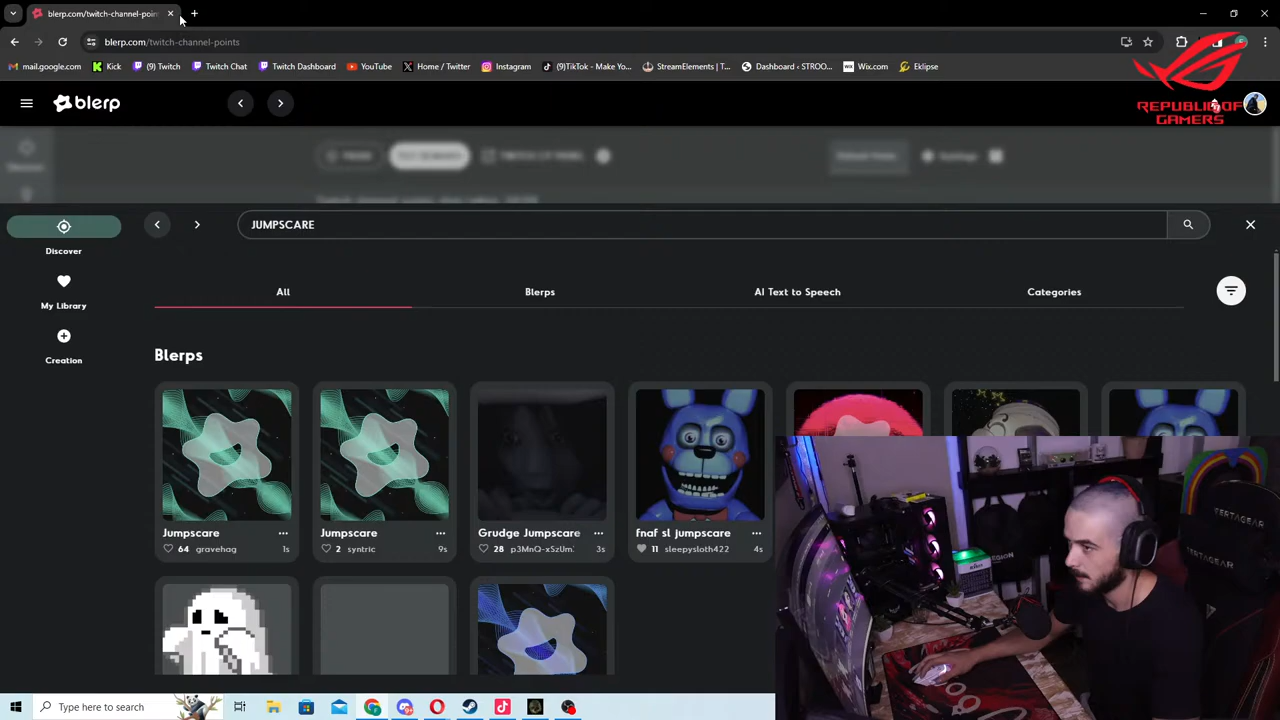 blerp.com/twitch-channel-poin
blerp.com/twitch-channel-points
mail.google.com
Kick
(9) Twitch
Twitch Chat
Twitch Dashboard
YouTube
Home / Twitter
Instagram
(9)TikTok - Make Yo...
StreamElements | T...
Dashboard · STROO...
Wix.com
Eklipse
REPUBLIC OF
GAMERS
blerp
Discover
My Library
Creation
JUMPSCARE
All
Blerps
AI Text to Speech
Categories
Blerps
Jumpscare
64 gravehag 1s
Jumpscare
2 syntric 9s
Grudge Jumpscare
28 3s
fnaf sl jumpscare
11 sleepysloth422 4s
VERTAGEAR
Type here to search